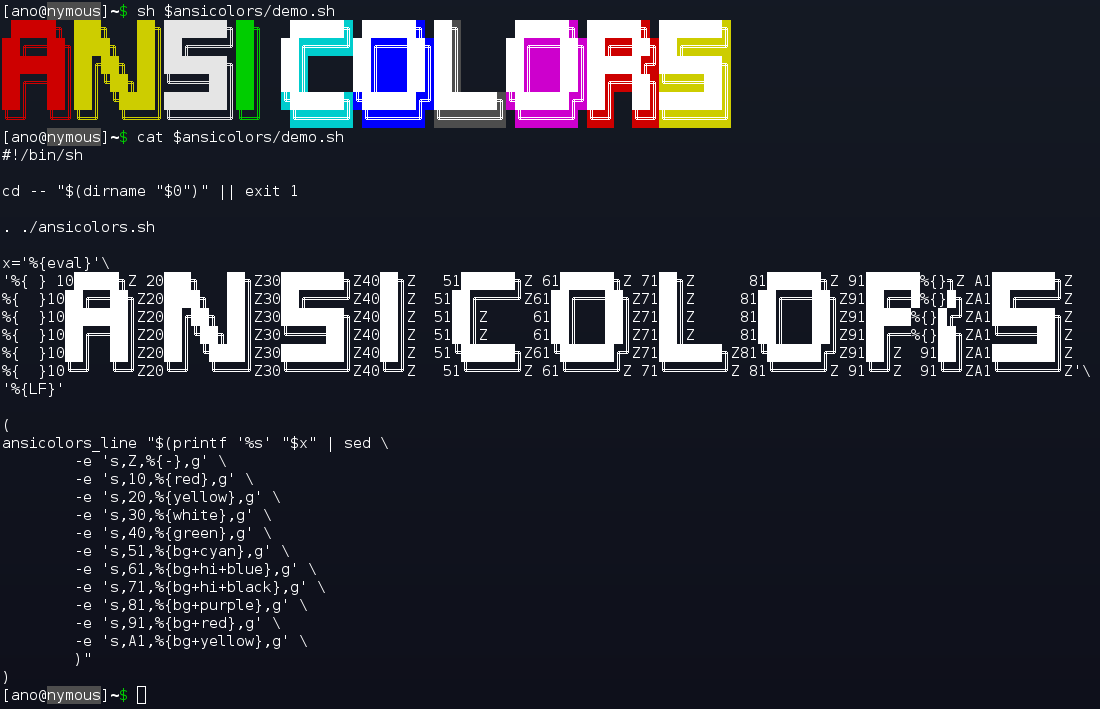 [ano@nymous]~$ sh $ansicolors/demo.sh
ANSI COLORS
[ano@nymous]~$ cat $ansicolors/demo.sh
#!/bin/sh
cd -- "$(dirname "$0")" || exit 1
. ./ansicolors.sh
x='%{eval}'\
'%{ } 10██████╗Z 20███╗   ██╗Z30███████╗Z40██╗Z   51██████╗Z 61██████╗Z 71██╗Z      81██████╗Z 91██████%{}╗Z A1███████╗Z
%{  }10██╔══██╗Z20████╗  ██║Z30██╔════╝Z40██║Z  51██╔════╝Z61██╔═══██╗Z71██║Z     81██╔═══██╗Z91██╔══██%{}█╗ZA1██╔════╝Z
%{  }10███████║Z20██╔██╗ ██║Z30███████╗Z40██║Z  51██║Z     61██║   ██║Z71██║Z     81██║   ██║Z91██████%{}█╔╝ZA1███████╗Z
%{  }10██╔══██║Z20██║╚██╗██║Z30╚════██║Z40██║Z  51██║Z     61██║   ██║Z71██║Z     81██║   ██║Z91██╔══%{}██╗ZA1╚════██║Z
%{  }10██║  ██║Z20██║ ╚████║Z30███████║Z40██║Z  51╚██████╗Z61╚██████╔╝Z71███████╗Z81╚██████╔╝Z91██║Z  91██║ZA1███████║Z
%{  }10╚═╝  ╚═╝Z20╚═╝  ╚═══╝Z30╚══════╝Z40╚═╝Z   51╚═════╝Z 61╚═════╝Z 71╚══════╝Z 81╚═════╝Z 91╚═╝Z  91╚═╝ZA1╚══════╝Z'\
'%{LF}'
(
ansicolors_line "$(printf '%s' "$x" | sed \
-e 's,Z,%{-},g' \
-e 's,10,%{red},g' \
-e 's,20,%{yellow},g' \
-e 's,30,%{white},g' \
-e 's,40,%{green},g' \
-e 's,51,%{bg+cyan},g' \
-e 's,61,%{bg+hi+blue},g' \
-e 's,71,%{bg+hi+black},g' \
-e 's,81,%{bg+purple},g' \
-e 's,91,%{bg+red},g' \
-e 's,A1,%{bg+yellow},g' \
)"
)
[ano@nymous]~$